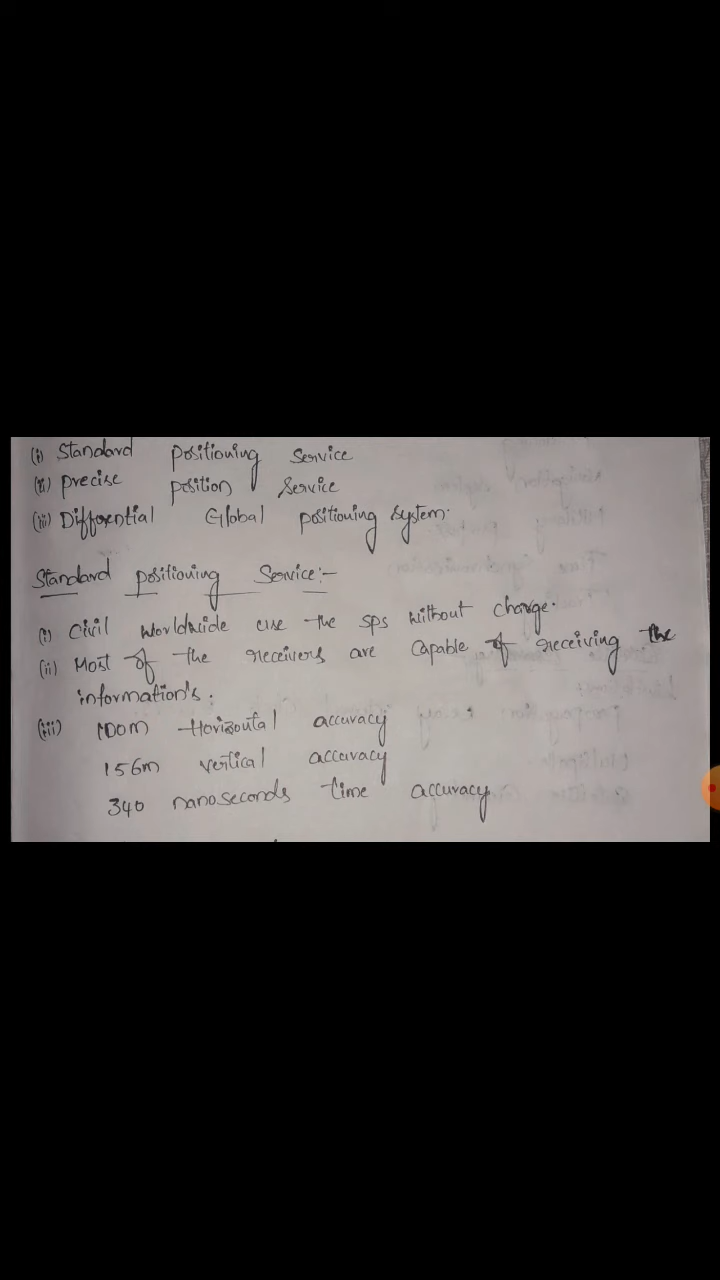 (i) Standard positioning Service
(ii) precise position Service
(iii) Differential Global positioning System.
Standard positioning Service:-
(i) Civil worldwide use the SPS without charge.
(ii) Most of the receivers are capable of receiving the
information's.
(iii) 100m Horizontal accuracy
156m vertical accuracy
340 nanoseconds time accuracy